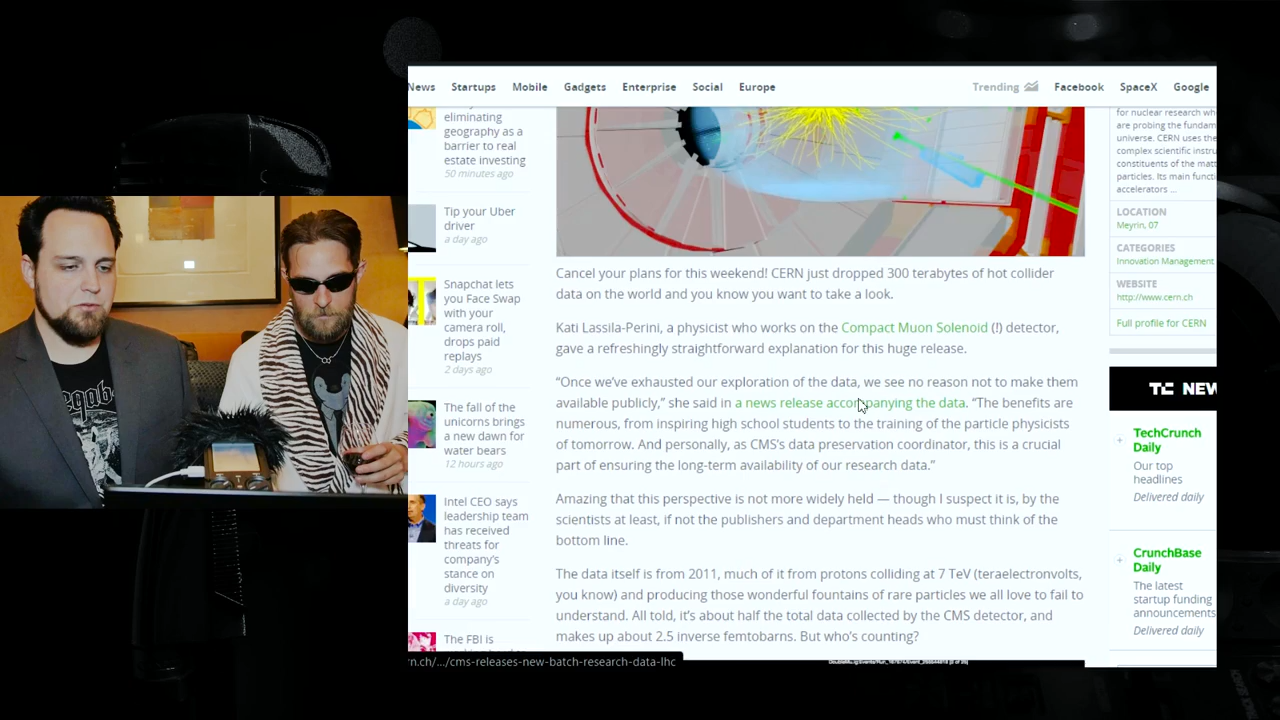 News Startups Mobile Gadgets Enterprise Social Europe Trending Facebook SpaceX Google
eliminating
geography as a
barrier to real
estate investing
50 minutes ago
Tip your Uber
driver
a day ago
Snapchat lets
you Face Swap
with your
camera roll,
drops paid
replays
2 days ago
The fall of the
unicorns brings
a new dawn for
water bears
12 hours ago
Intel CEO says
leadership team
has received
threats for
company's
stance on
diversity
a day ago
The FBI is
Cancel your plans for this weekend! CERN just dropped 300 terabytes of hot collider
data on the world and you know you want to take a look.
Kati Lassila-Perini, a physicist who works on the Compact Muon Solenoid (!) detector,
gave a refreshingly straightforward explanation for this huge release.
“Once we’ve exhausted our exploration of the data, we see no reason not to make them
available publicly,” she said in a news release accompanying the data. “The benefits are
numerous, from inspiring high school students to the training of the particle physicists
of tomorrow. And personally, as CMS’s data preservation coordinator, this is a crucial
part of ensuring the long-term availability of our research data.”
Amazing that this perspective is not more widely held — though I suspect it is, by the
scientists at least, if not the publishers and department heads who must think of the
bottom line.
The data itself is from 2011, much of it from protons colliding at 7 TeV (teraelectronvolts,
you know) and producing those wonderful fountains of rare particles we all love to fail to
understand. All told, it’s about half the total data collected by the CMS detector, and
makes up about 2.5 inverse femtobarns. But who’s counting?
for nuclear research wh
are probing the fundam
universe. CERN uses the
complex scientific instru
constituents of the matt
particles. Its main functi
accelerators ...
LOCATION
Meyrin, 07
CATEGORIES
Innovation Management
WEBSITE
http://www.cern.ch
Full profile for CERN
TC NEW
TechCrunch
Daily
Our top
headlines
Delivered daily
CrunchBase
Daily
The latest
startup funding
announcements
Delivered daily
rn.ch/.../cms-releases-new-batch-research-data-lhc